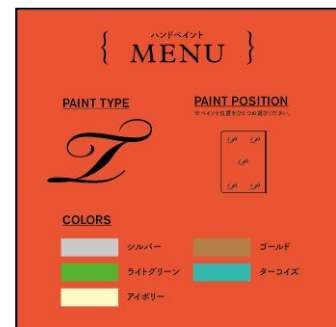 ハンドペイント
{ MENU }
PAINT TYPE
PAINT POSITION
※ペイント位置をひとつお選びください。
COLORS
シルバー
ゴールド
ライトグリーン
ターコイズ
アイボリー